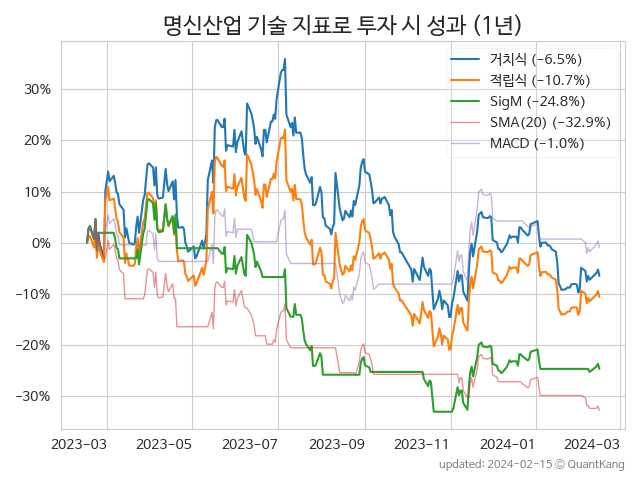 명신산업 기술 지표로 투자 시 성과 (1년)
거치식 (−6.5%)
적립식 (−10.7%)
SigM (−24.8%)
SMA(20) (−32.9%)
MACD (−1.0%)
30%
20%
10%
0%
−10%
−20%
−30%
2023-03 2023-05 2023-07 2023-09 2023-11 2024-01 2024-03
updated: 2024-02-15 © QuantKang